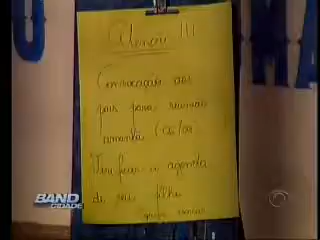 Atenção !!!
Convocação aos
pais para reunião
amanhã
Verificar a agenda
de seu filho
BAND
CIDADE